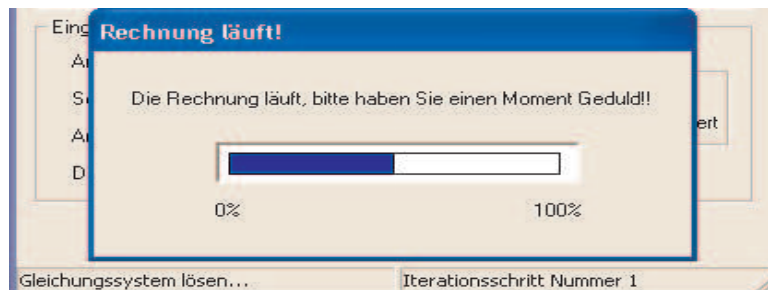 Rechnung läuft!
Die Rechnung läuft, bitte haben Sie einen Moment Geduld!!
0% 100%
Gleichungssystem lösen... Iterationsschritt Nummer 1